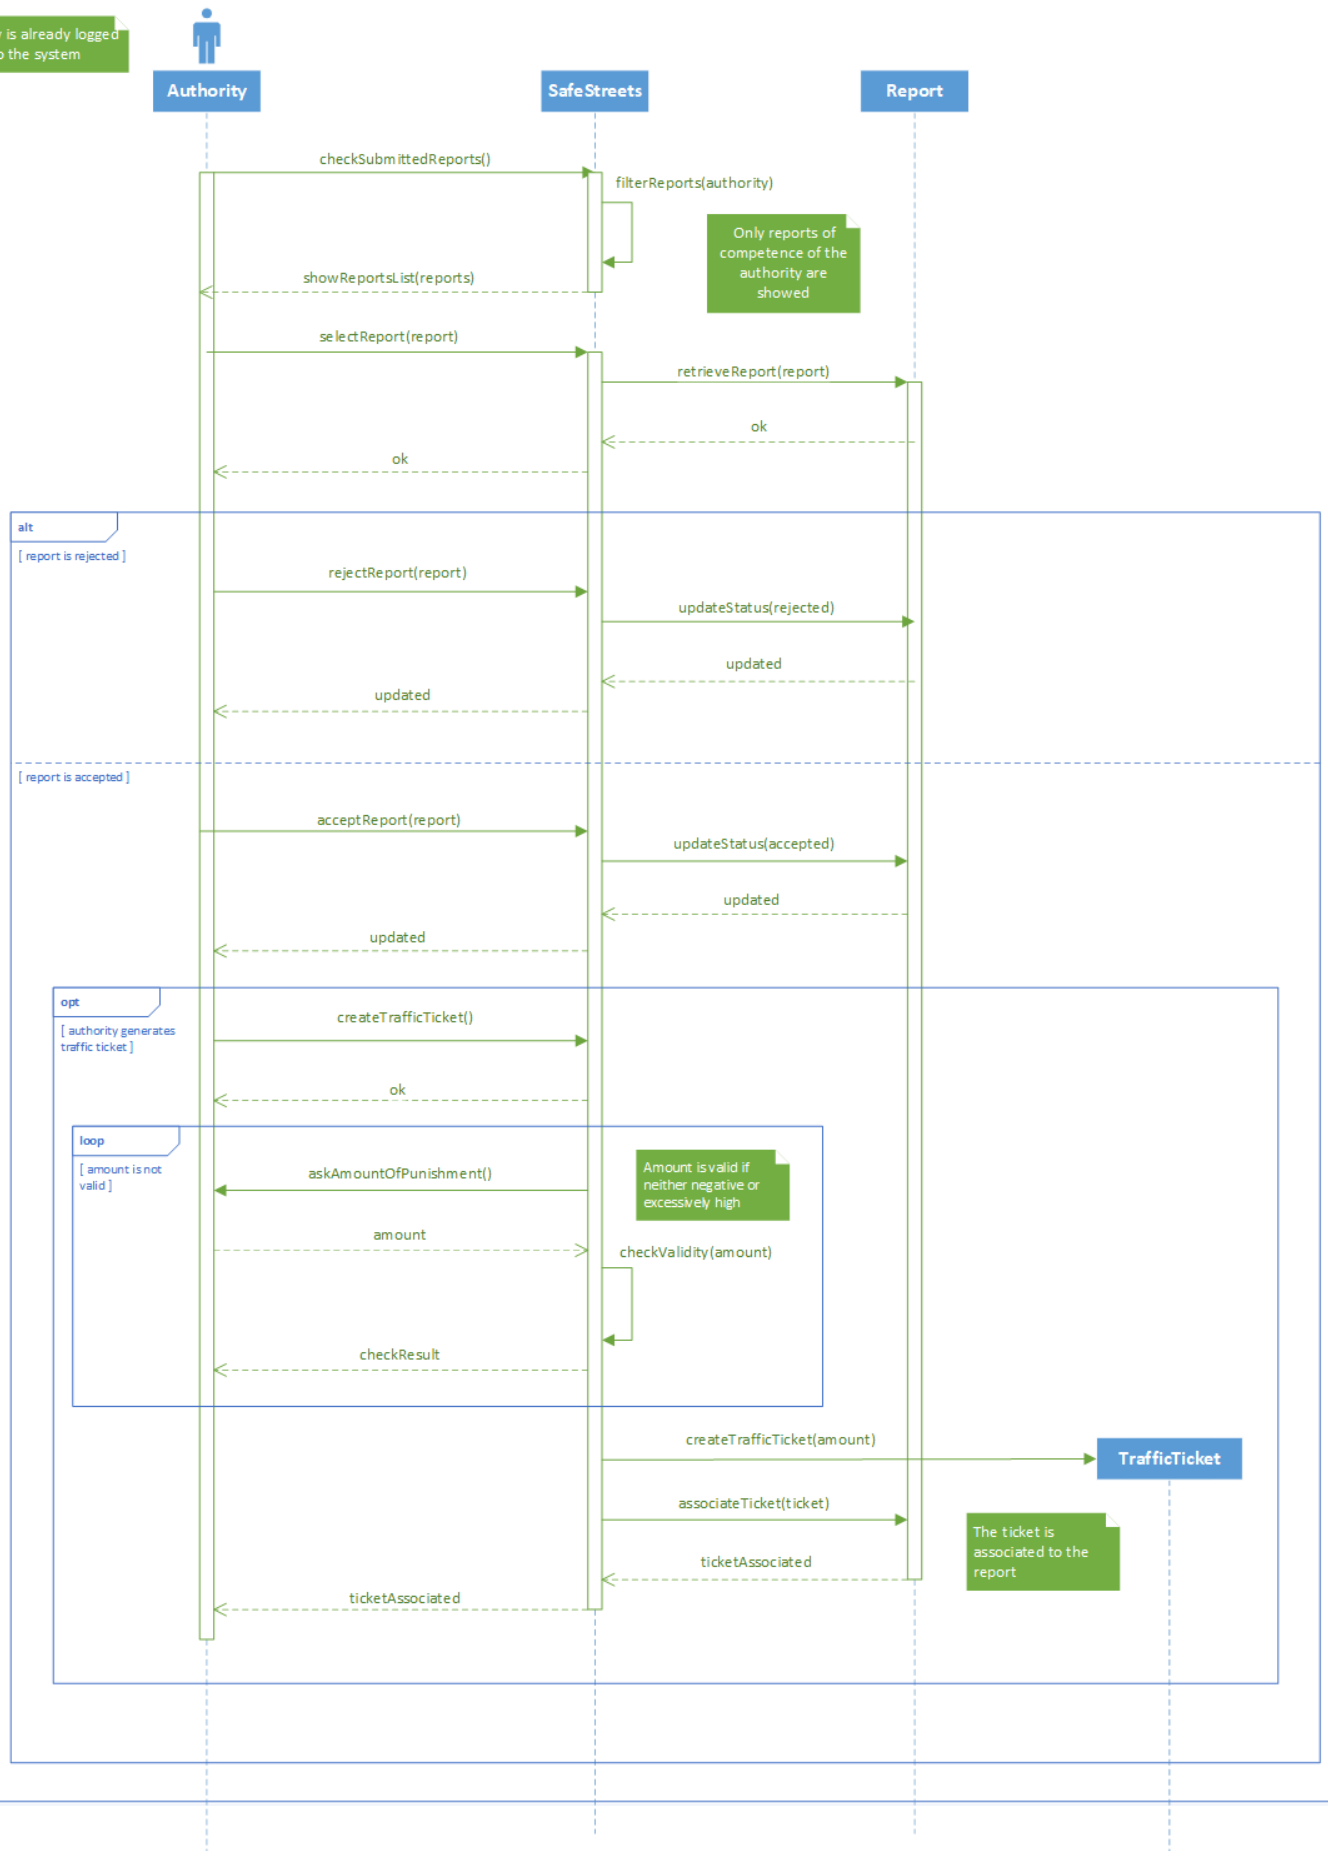 is already logged
the system
Authority
SafeStreets
Report
checkSubmittedReports()
filterReports(authority)
Only reports of
competence of the
authority are
showed
showReportsList(reports)
selectReport(report)
retrieveReport(report)
ok
ok
alt
[ report is rejected ]
rejectReport(report)
updateStatus(rejected)
updated
updated
[ report is accepted ]
acceptReport(report)
updateStatus(accepted)
updated
updated
opt
[ authority generates
traffic ticket ]
createTrafficTicket()
ok
loop
[ amount is not
valid ]
askAmountOfPunishment()
Amount is valid if
neither negative or
excessively high
amount
checkValidity(amount)
checkResult
createTrafficTicket(amount)
TrafficTicket
associateTicket(ticket)
The ticket is
associated to the
report
ticketAssociated
ticketAssociated